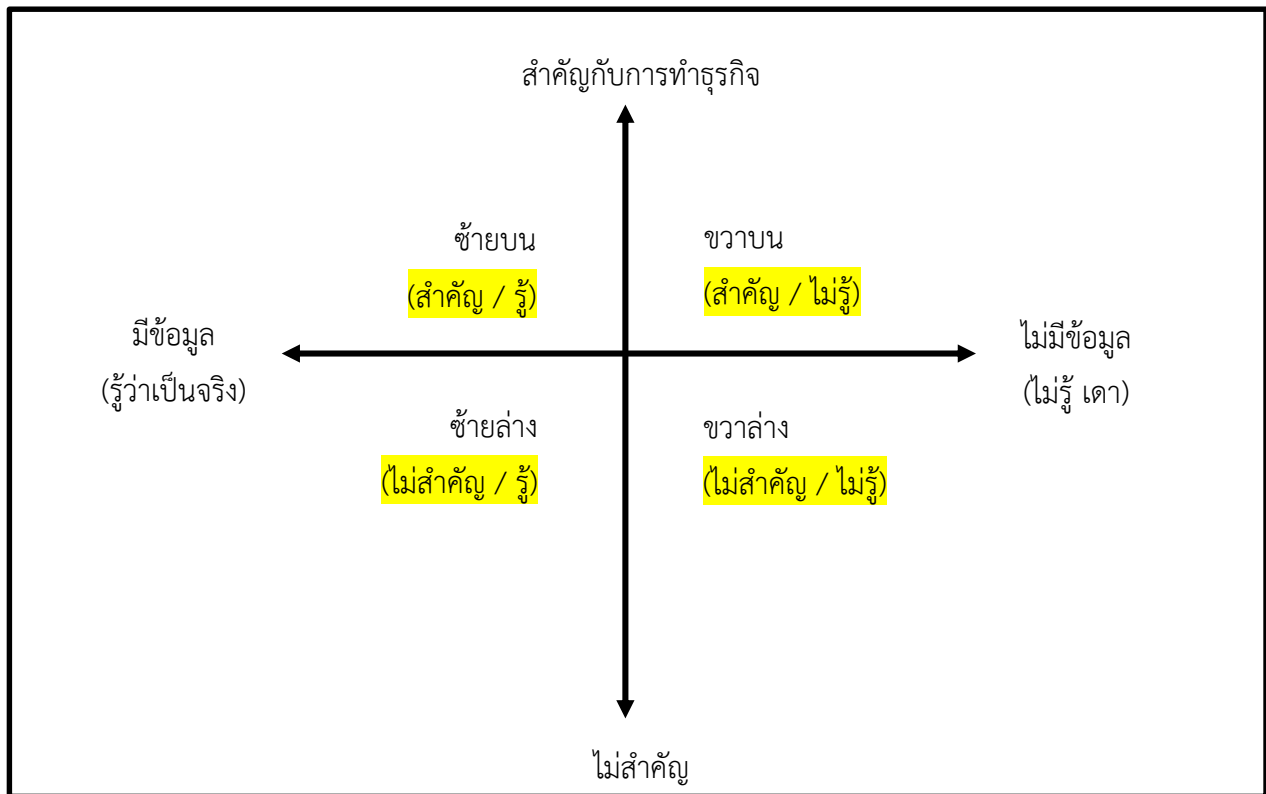 สำคัญกับการทำธุรกิจ
ซ้ายบน
(สำคัญ / รู้)
ขวาบน
(สำคัญ / ไม่รู้)
มีข้อมูล
(รู้ว่าเป็นจริง)
ไม่มีข้อมูล
(ไม่รู้ เดา)
ซ้ายล่าง
(ไม่สำคัญ / รู้)
ขวาล่าง
(ไม่สำคัญ / ไม่รู้)
ไม่สำคัญ